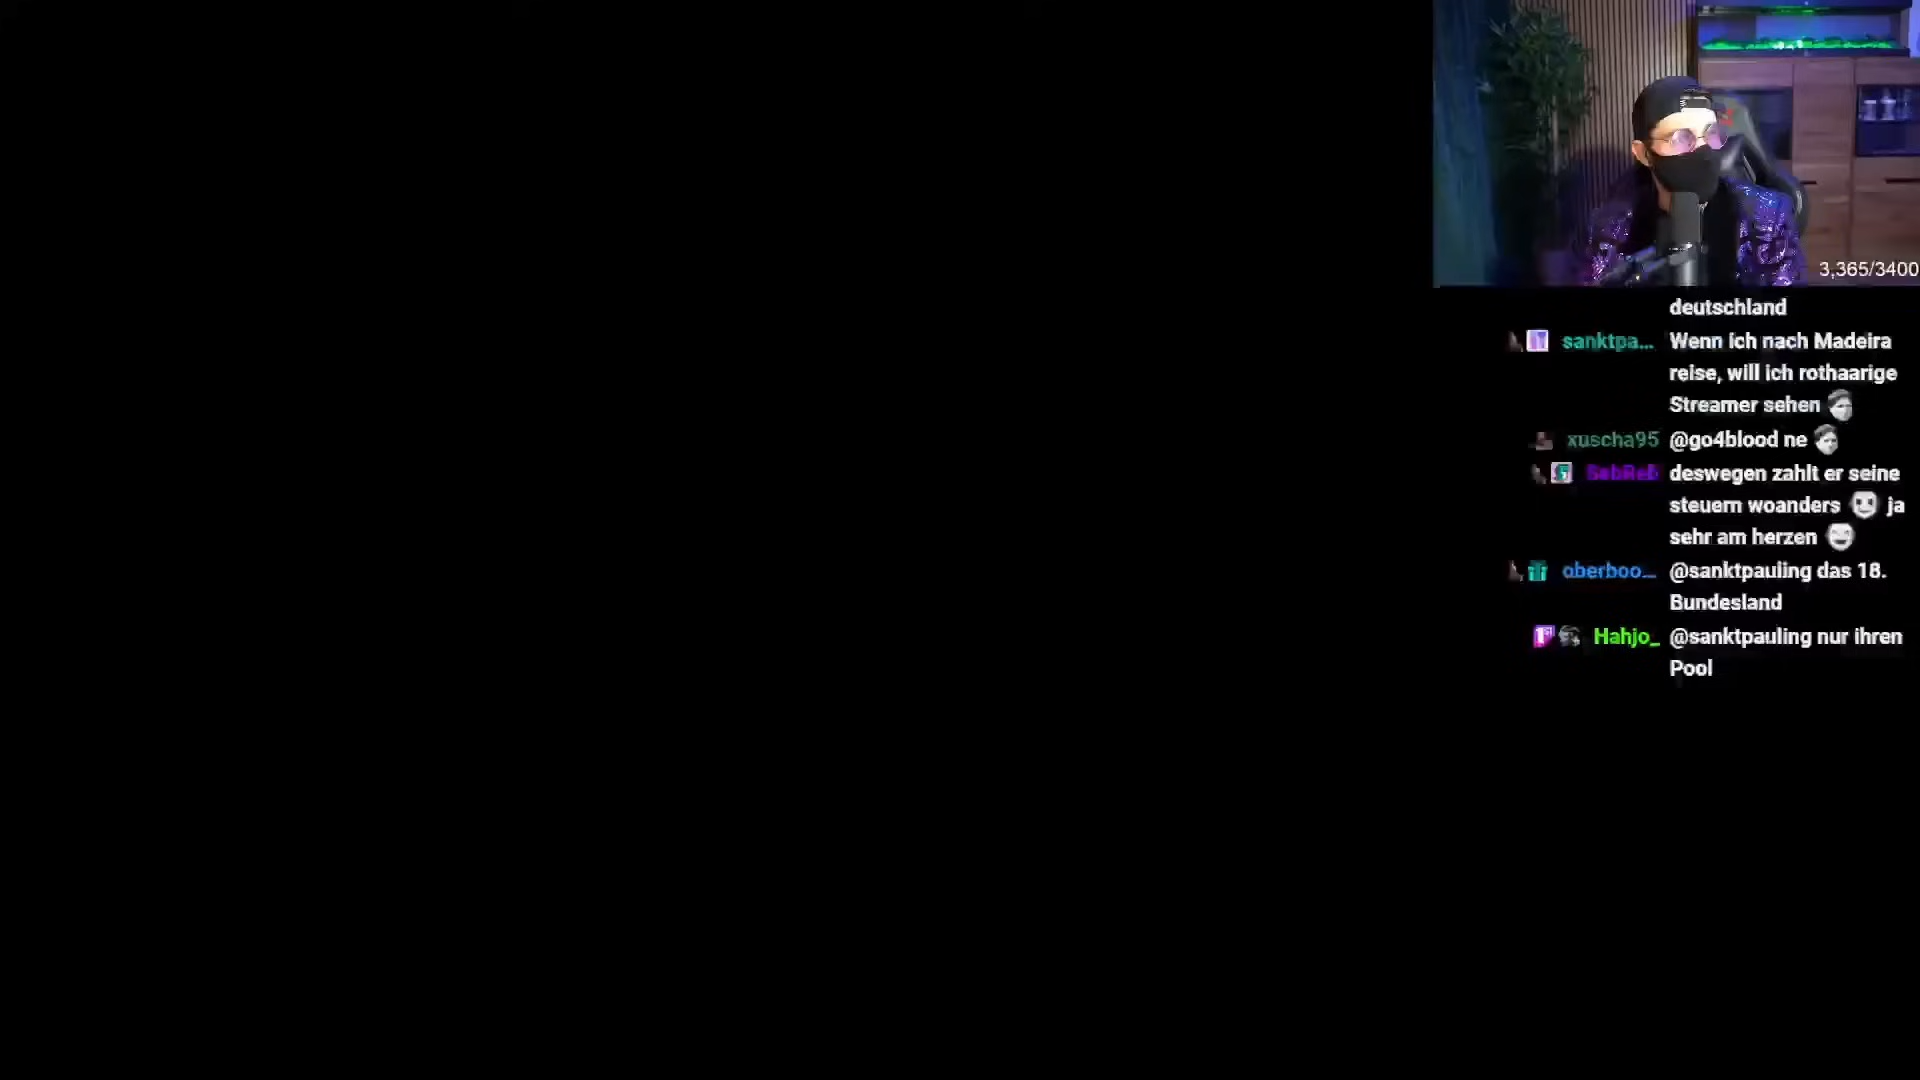 3,365/3400
deutschland
sanktpa... Wenn ich nach Madeira
reise, will ich rothaarige
Streamer sehen
xuscha95 @go4blood ne
SebReb deswegen zahlt er seine
steuern woanders ja
sehr am herzen
oberboo... @sanktpauling das 18.
Bundesland
Hahjo_ @sanktpauling nur ihren
Pool